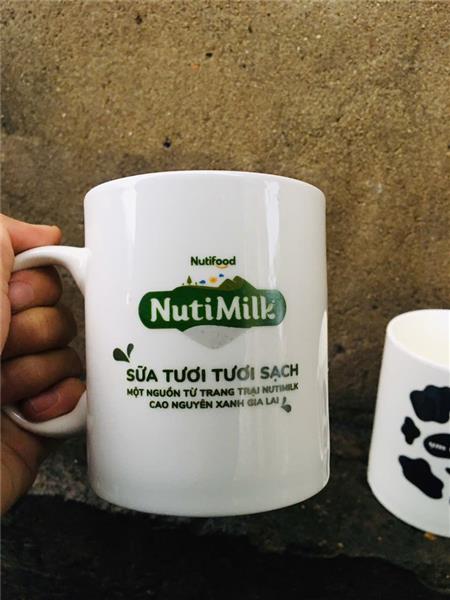 Nutifood
NutiMilk
SỮA TƯƠI TƯƠI SẠCH
MỘT NGUỒN TỪ TRANG TRẠI NUTIMILK
CAO NGUYÊN XANH GIA LAI